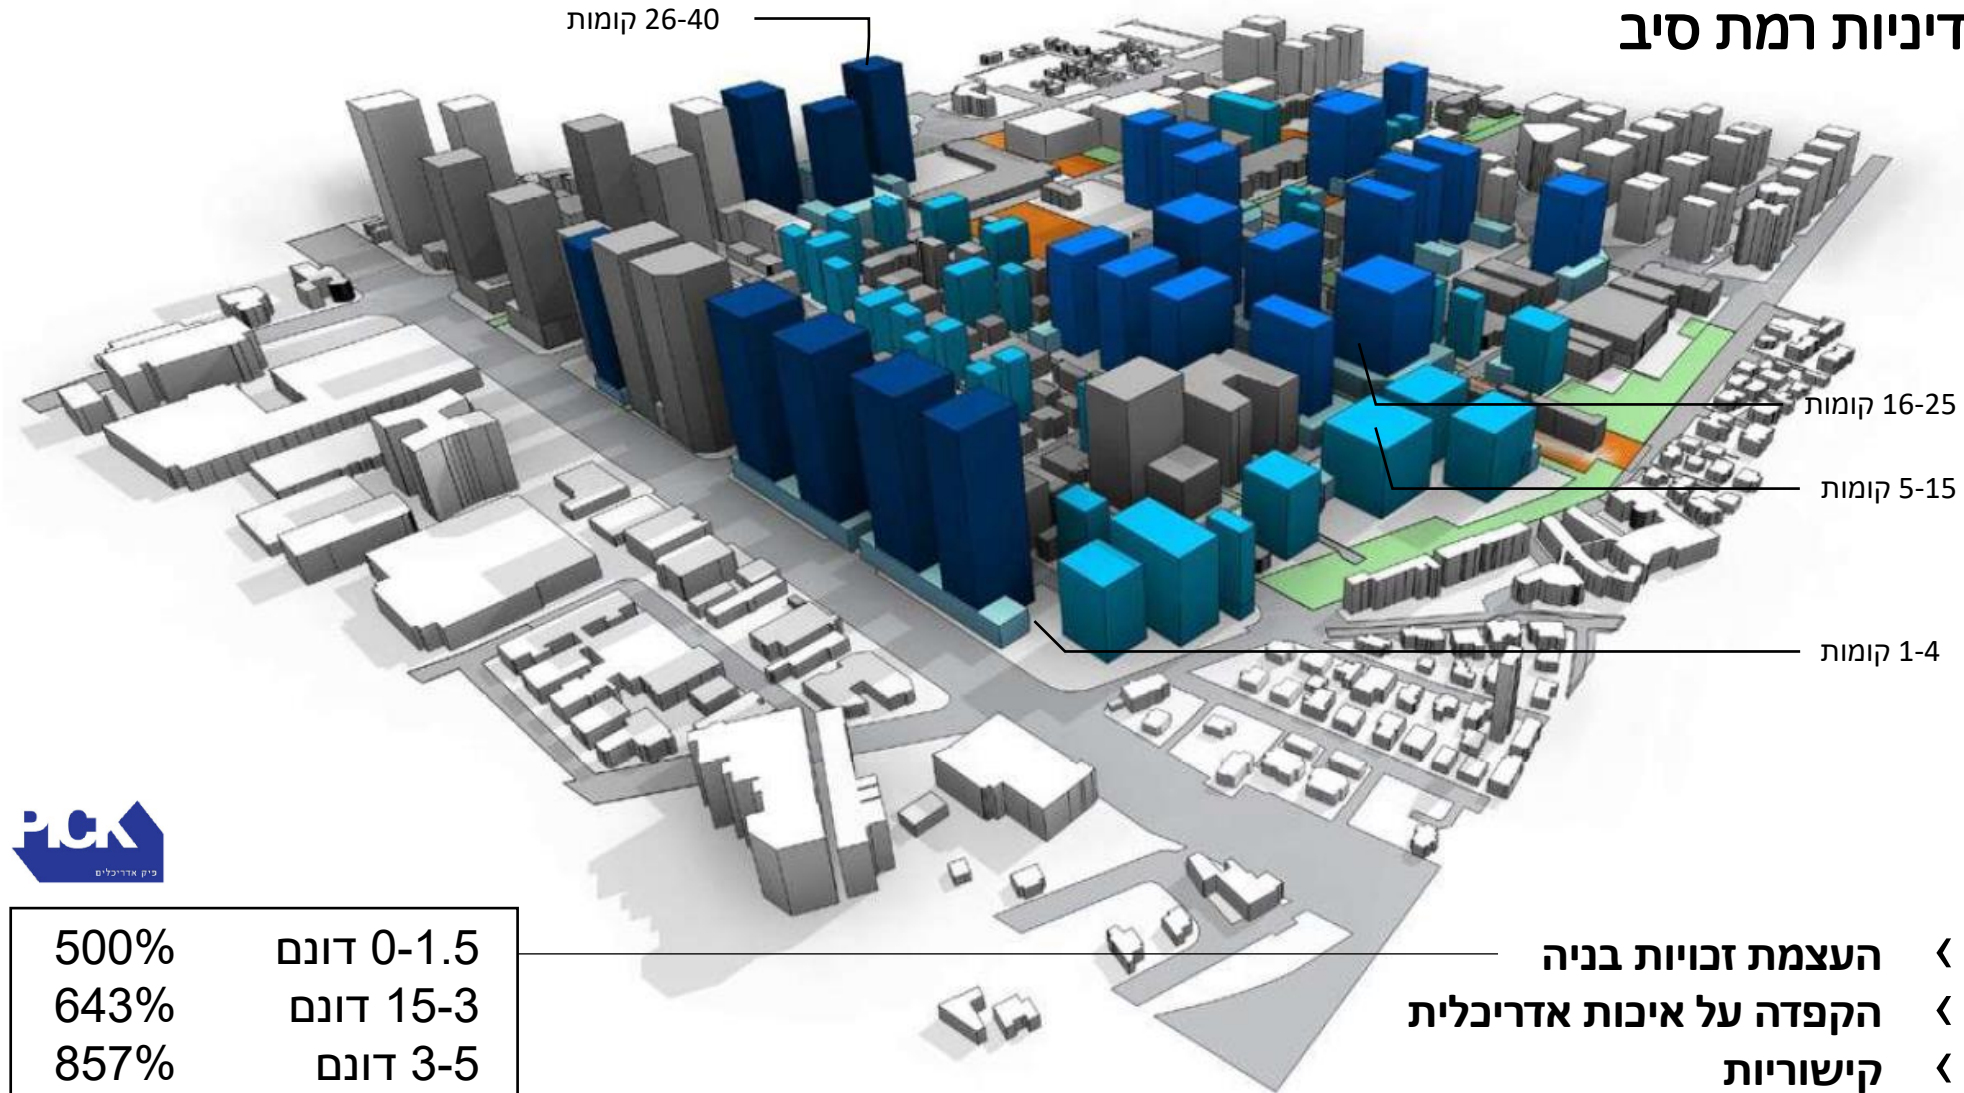 דיניות רמת סיב
26-40 קומות
16-25 קומות
5-15 קומות
1-4 קומות
PICK
פיק אדריכלים
0-1.5 דונם 500%
15-3 דונם 643%
3-5 דונם 857%
› העצמת זכויות בניה
› הקפדה על איכות אדריכלית
› קישוריות